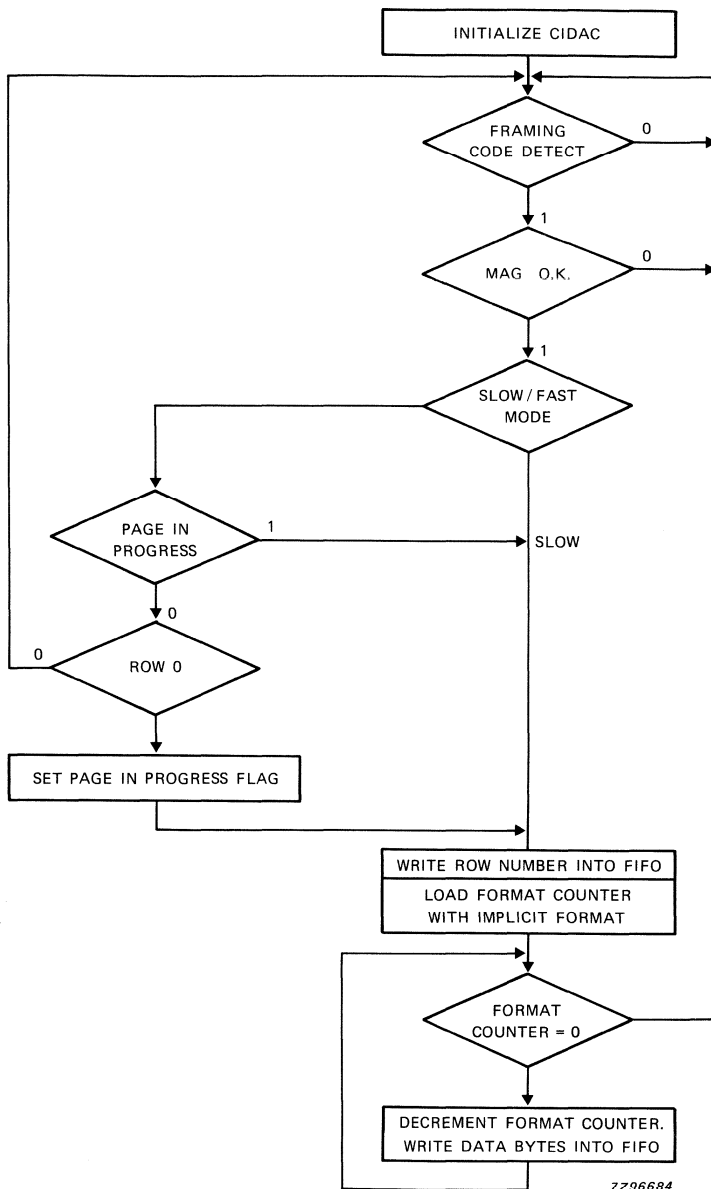 INITIALIZE CIDAC
FRAMING
CODE DETECT
0
1
MAG O.K.
0
1
SLOW / FAST
MODE
PAGE IN
PROGRESS
1
SLOW
0
0
ROW 0
SET PAGE IN PROGRESS FLAG
WRITE ROW NUMBER INTO FIFO
LOAD FORMAT COUNTER
WITH IMPLICIT FORMAT
FORMAT
COUNTER = 0
DECREMENT FORMAT COUNTER.
WRITE DATA BYTES INTO FIFO
7Z96684